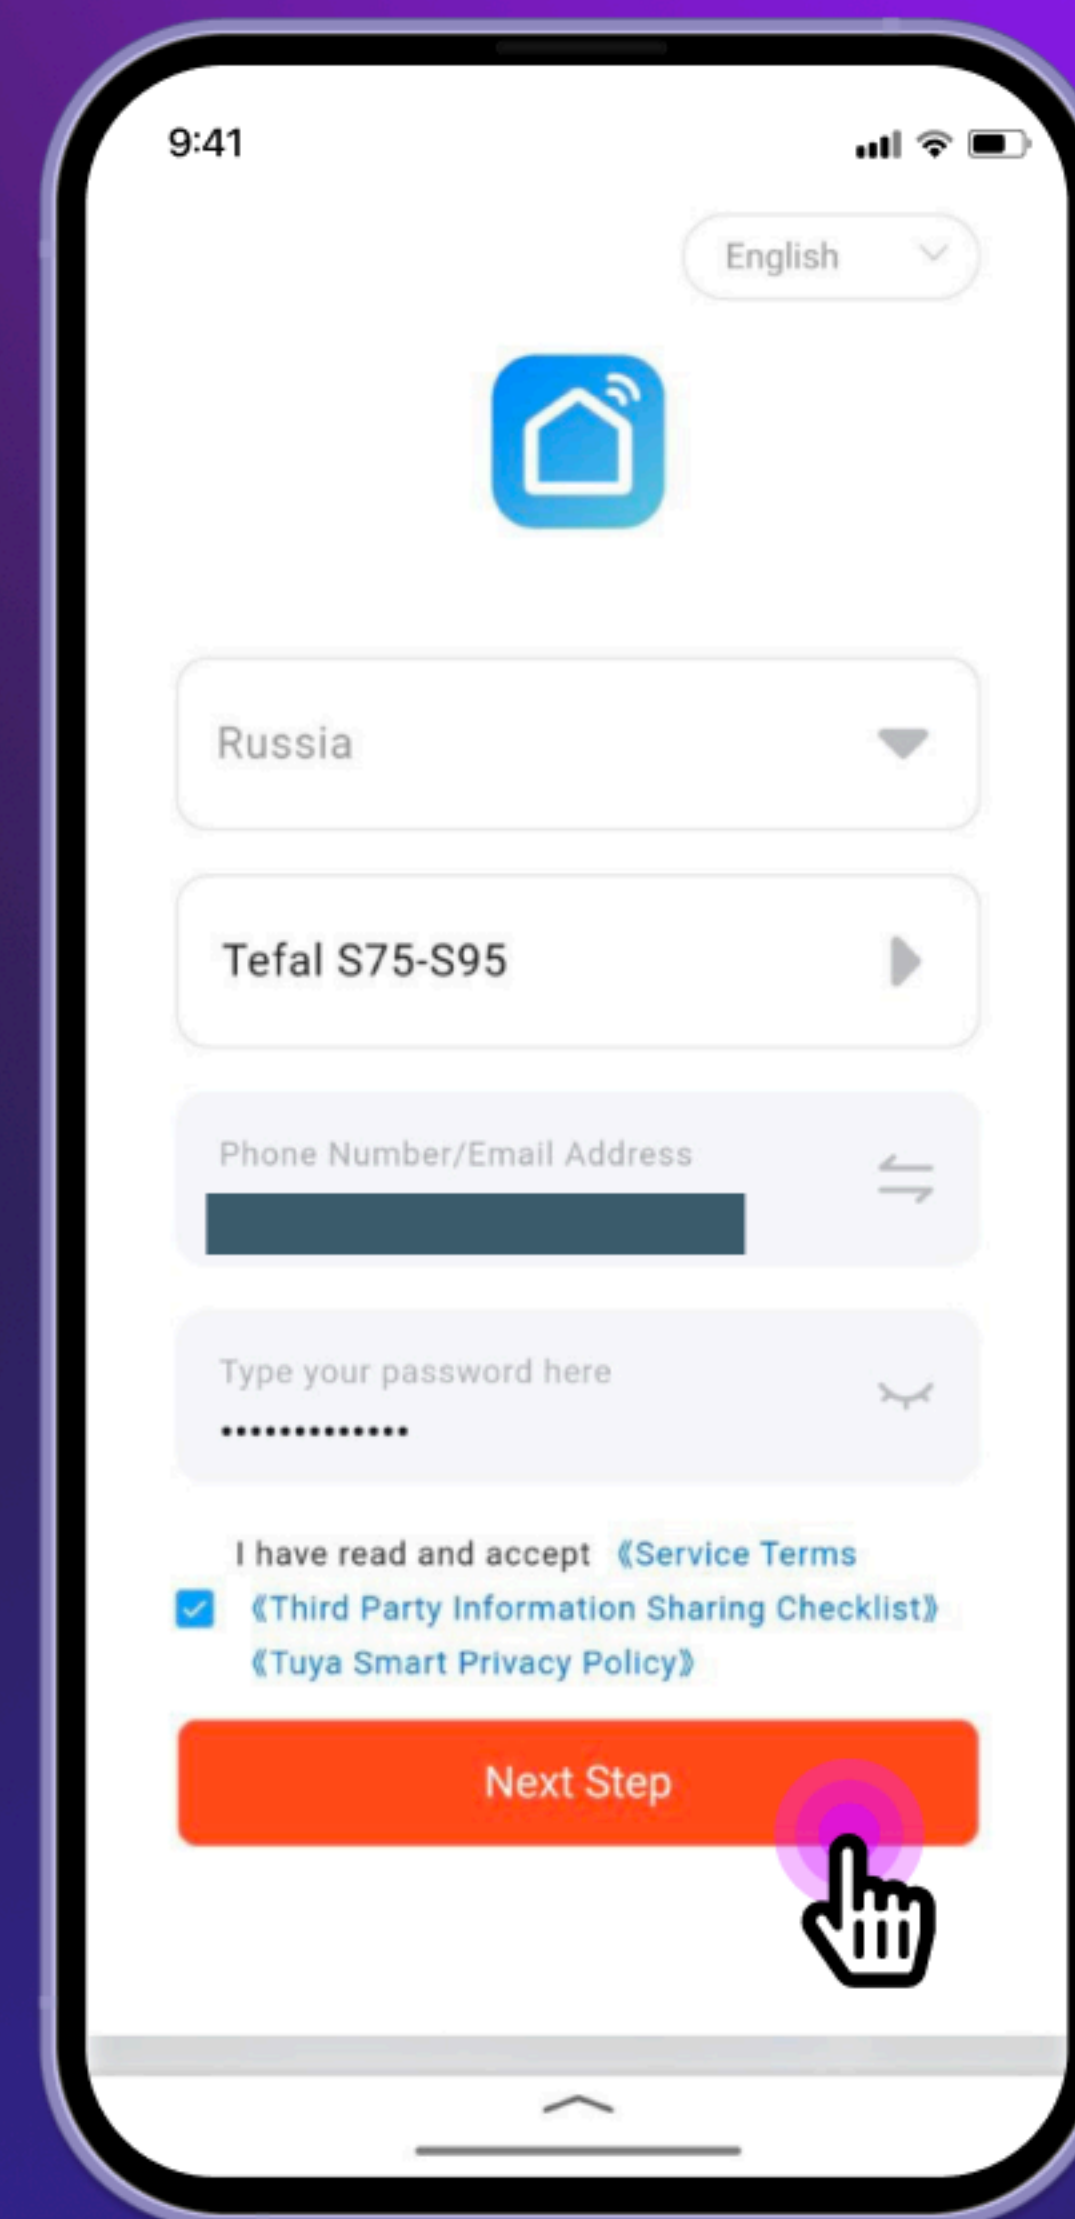 9:41
English
Russia
Tefal S75-S95
Phone Number/Email Address
Type your password here
•••••••••••••
I have read and accept 《Service Terms
《Third Party Information Sharing Checklist》
《Tuya Smart Privacy Policy》
Next Step